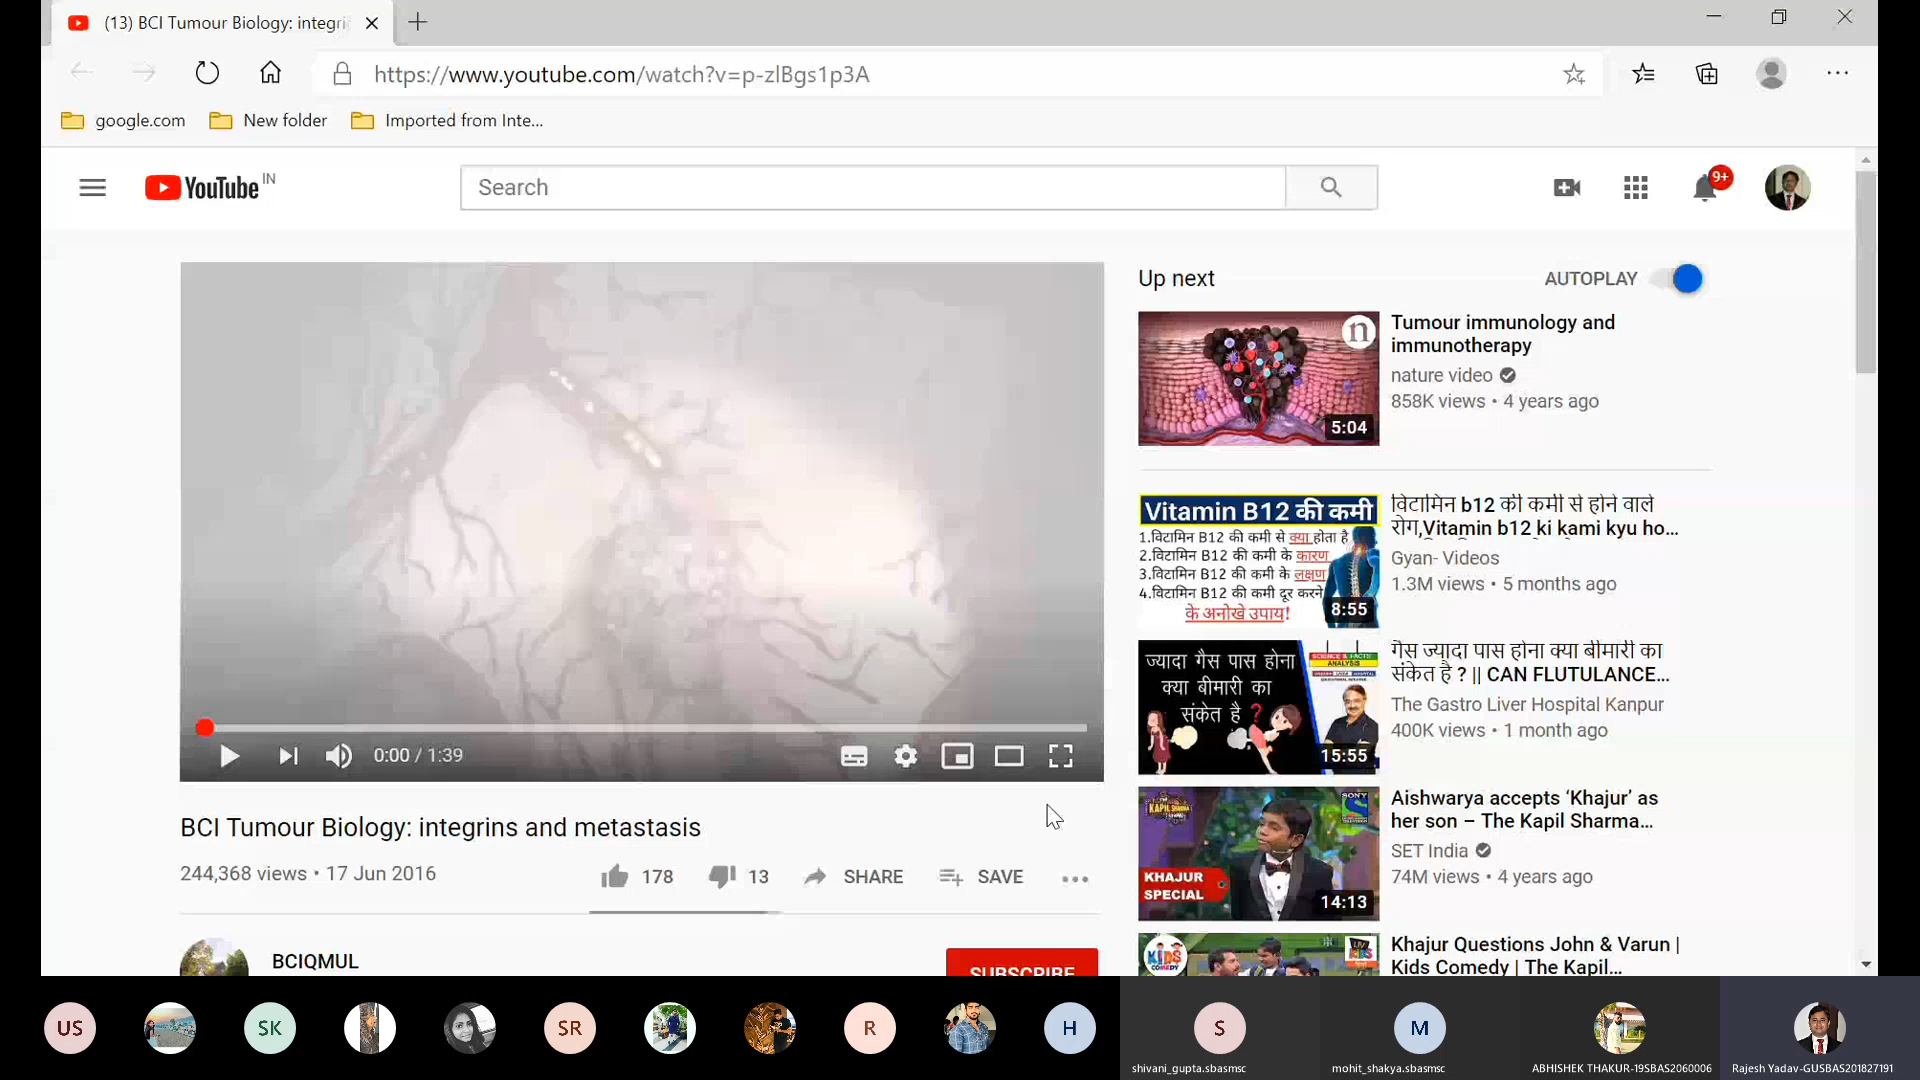 (13) BCI Tumour Biology: integri
https://www.youtube.com/watch?v=p-zlBgs1p3A
google.com
New folder
Imported from Inte...
YouTube IN
Search
9+
0:00 / 1:39
BCI Tumour Biology: integrins and metastasis
244,368 views • 17 Jun 2016
178
13
SHARE
SAVE
BCIQMUL
SUBSCRIBE
Up next
AUTOPLAY
n
5:04
Tumour immunology and
immunotherapy
nature video
858K views • 4 years ago
Vitamin B12 की कमी
1.विटामिन B12 की कमी से क्या होता है
2.विटामिन B12 की कमी के कारण
3.विटामिन B12 की कमी के लक्षण
4.विटामिन B12 की कमी दूर करने
के अनोखे उपाय!
8:55
विटामिन b12 की कमी से होने वाले
रोग,Vitamin b12 ki kami kyu ho...
Gyan- Videos
1.3M views • 5 months ago
ज्यादा गैस पास होना
क्या बीमारी का
संकेत है ?
ANALYSIS
15:55
गैस ज्यादा पास होना क्या बीमारी का
संकेत है ? || CAN FLUTULANCE...
The Gastro Liver Hospital Kanpur
400K views • 1 month ago
KAPIL SHARMA
SONY
SET
KHAJUR
SPECIAL
14:13
Aishwarya accepts ‘Khajur’ as
her son – The Kapil Sharma...
SET India
74M views • 4 years ago
KIDS
COMEDY
Khajur Questions John & Varun |
Kids Comedy | The Kapil...
US
SK
SR
R
H
S
M
shivani_gupta.sbasmsc
mohit_shakya.sbasmsc
ABHISHEK THAKUR-19SBAS2060006
Rajesh Yadav-GUSBAS201827191